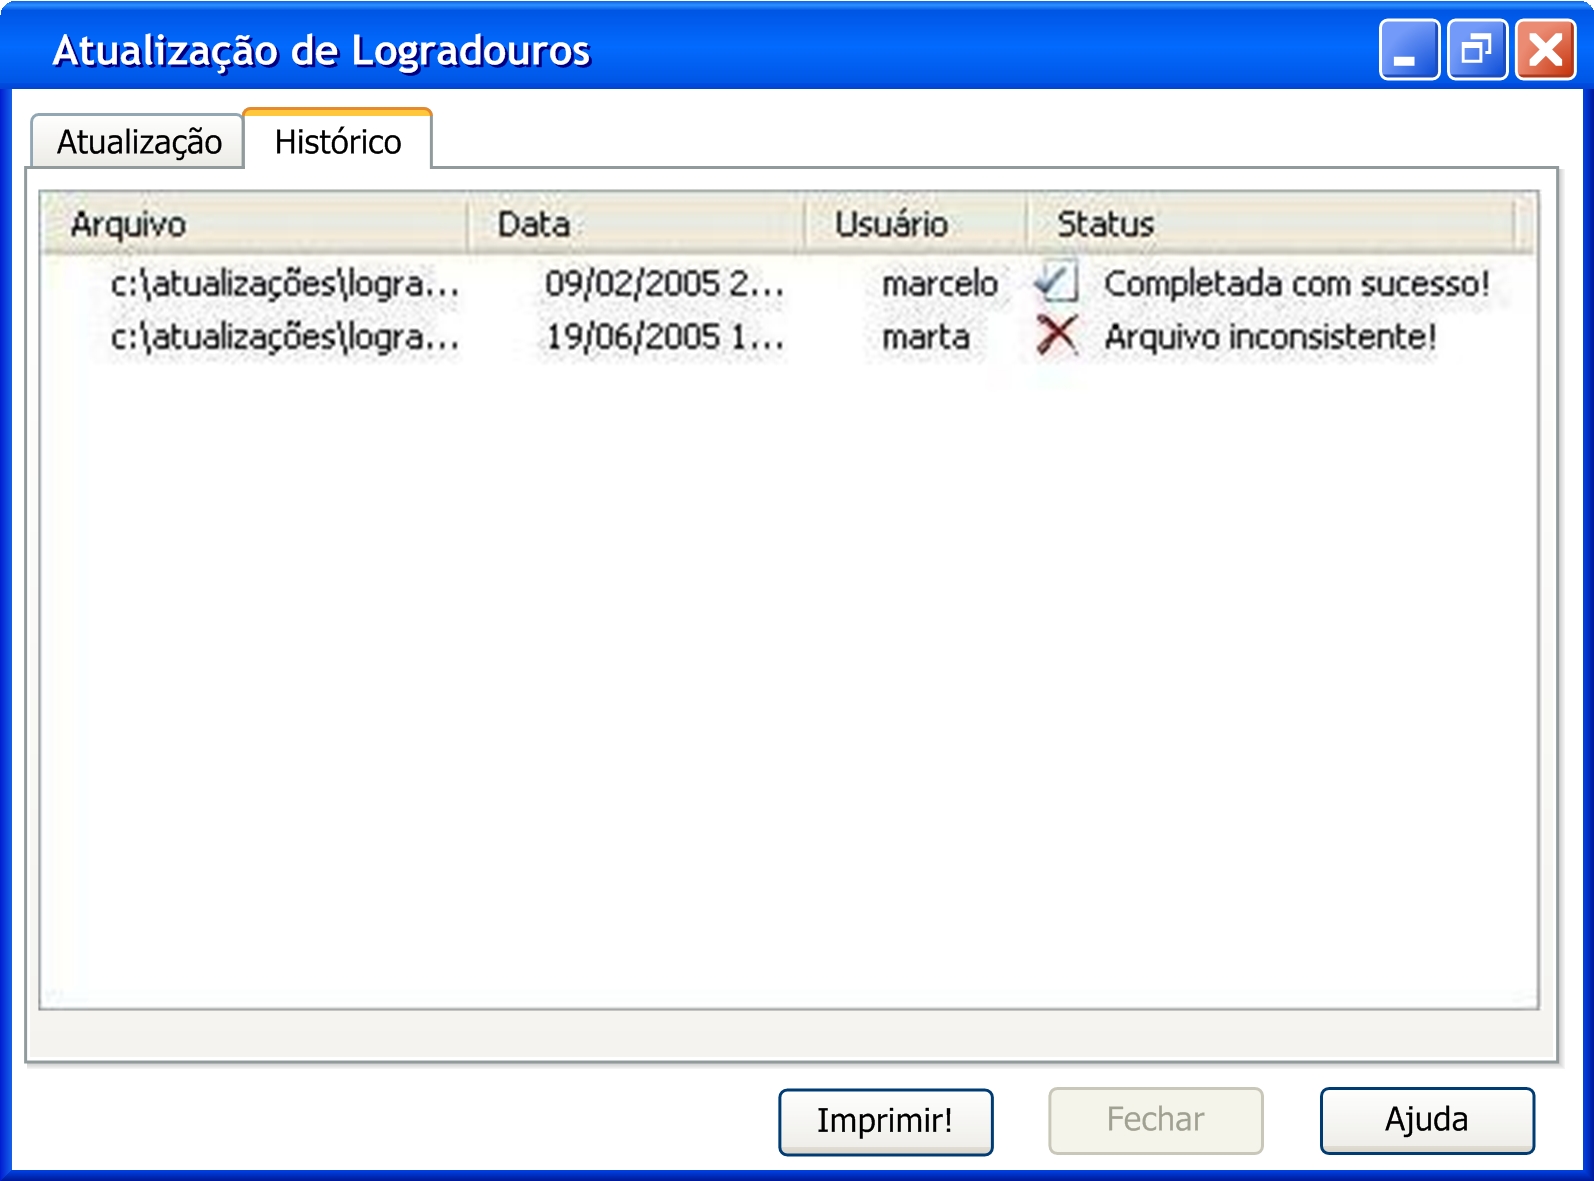 Atualização de Logradouros
Atualização Histórico
Arquivo Data Usuário Status
c:\atualizações\logra... 09/02/2005 2... marcelo Completada com sucesso!
c:\atualizações\logra... 19/06/2005 1... marta Arquivo inconsistente!
Imprimir! Fechar Ajuda